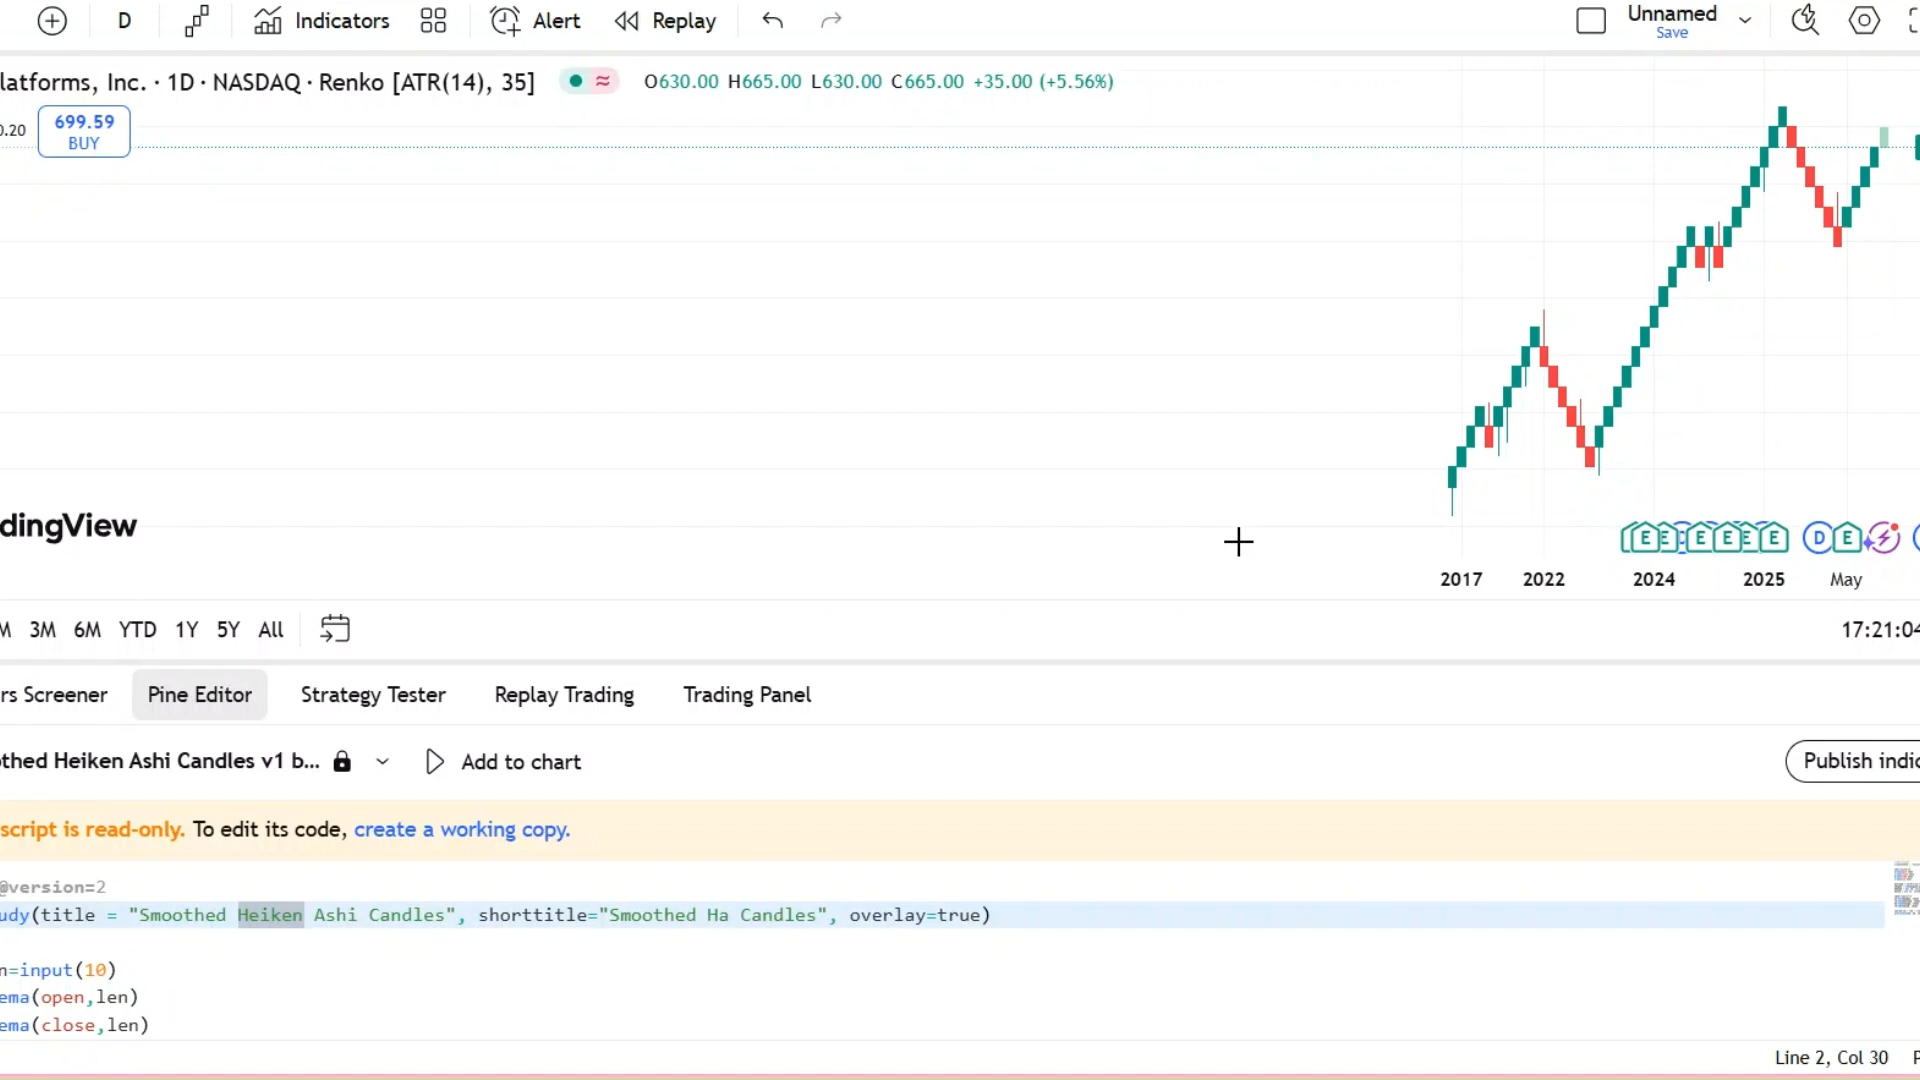 D Indicators Alert Replay Unnamed
Save
latforms, Inc. · 1D · NASDAQ · Renko [ATR(14), 35] O630.00 H665.00 L630.00 C665.00 +35.00 (+5.56%)
0.20 699.59
BUY
dingView
E E E E E E D E
2017 2022 2024 2025 May
M 3M 6M YTD 1Y 5Y All 17:21:04
rs Screener Pine Editor Strategy Tester Replay Trading Trading Panel
othed Heiken Ashi Candles v1 b... Add to chart Publish indic
script is read-only. To edit its code, create a working copy.
@version=2
udy(title = "Smoothed Heiken Ashi Candles", shorttitle="Smoothed Ha Candles", overlay=true)
n=input(10)
ema(open,len)
ema(close,len)
Line 2, Col 30 P